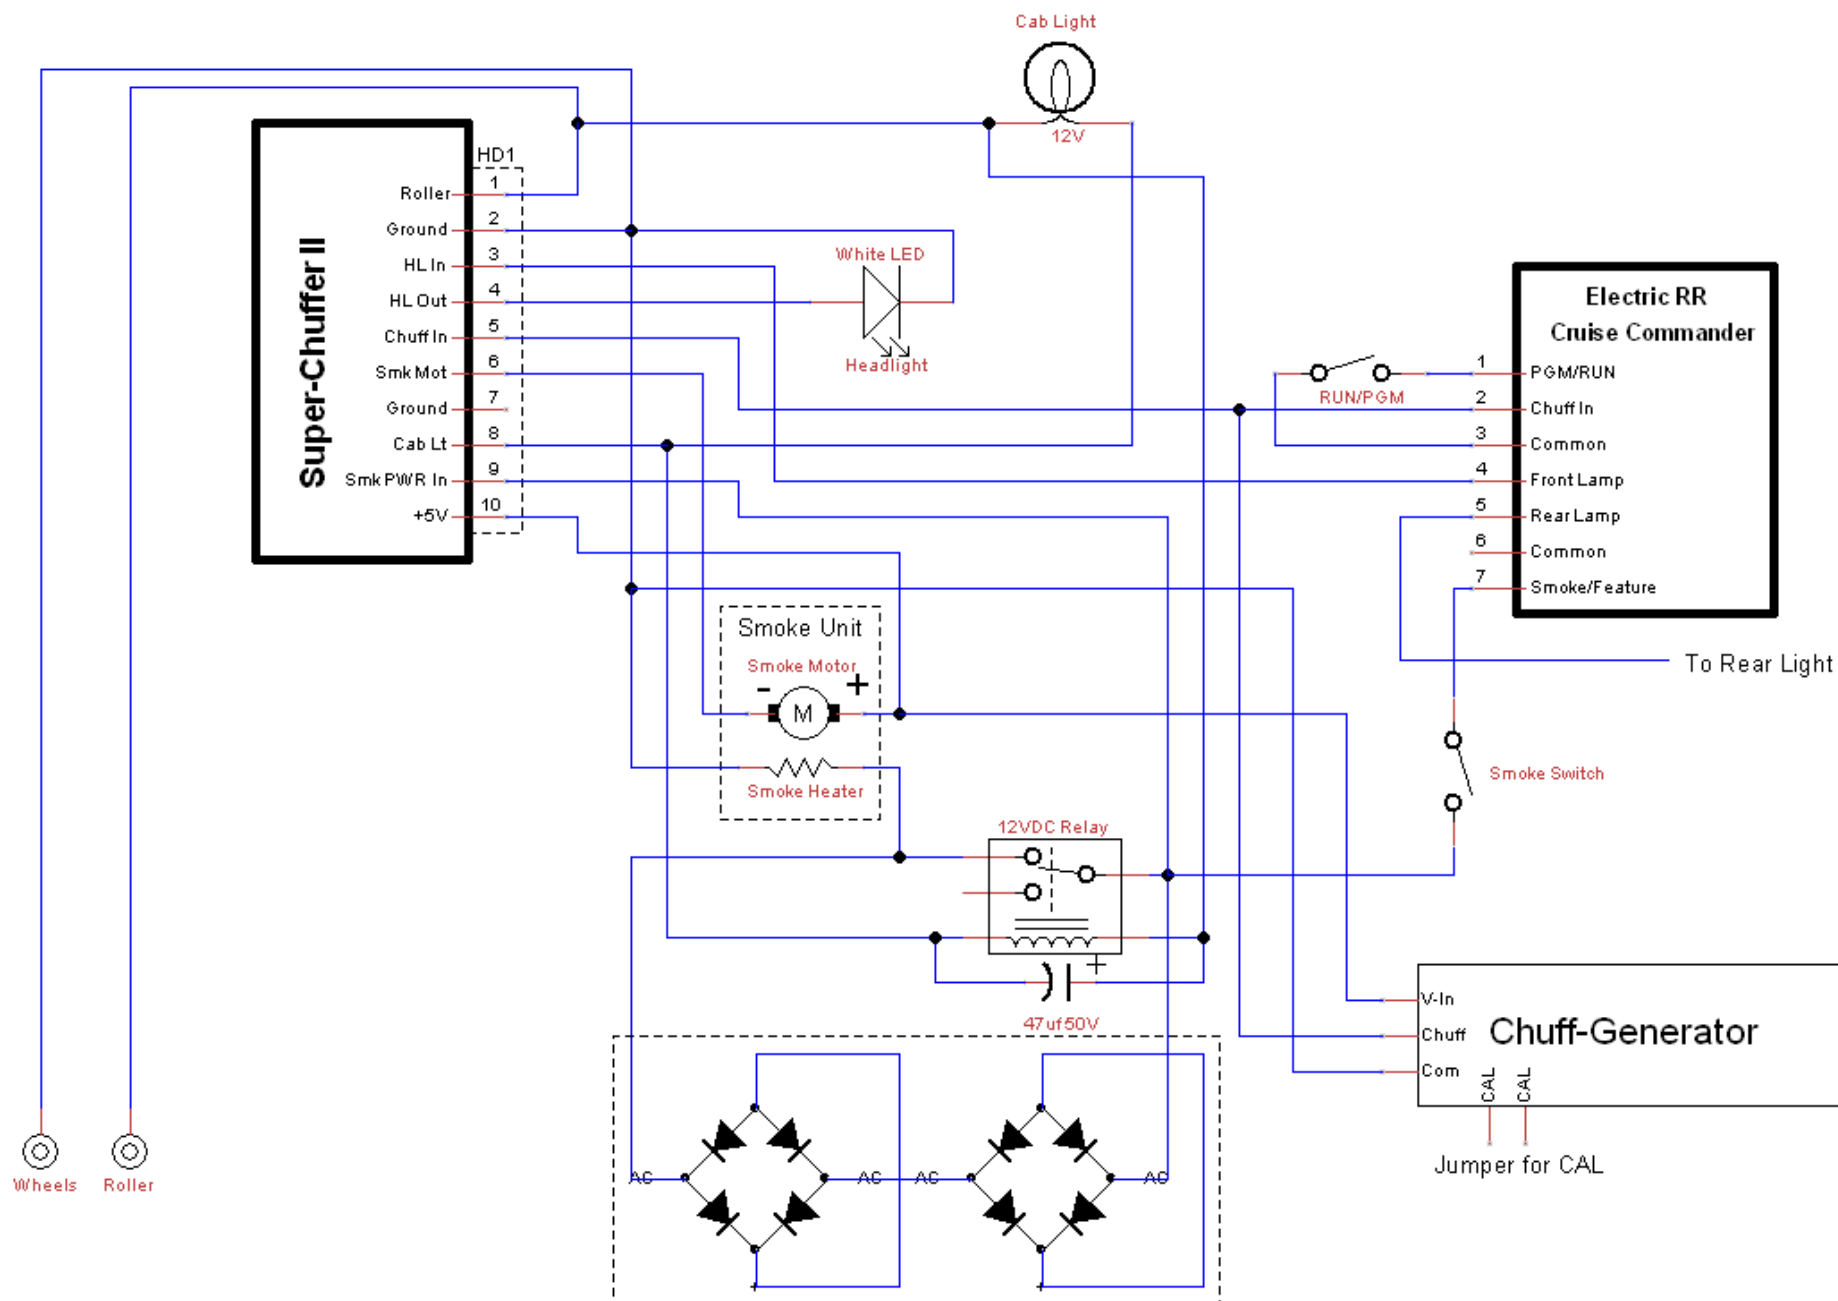 Cab Light
12V
HD1
Super-Chuffer II
Roller 1
Ground 2
HL In 3
HL Out 4
Chuff In 5
Smk Mot 6
Ground 7
Cab Lt 8
Smk PWR In 9
+5V 10
White LED
Headlight
Electric RR
Cruise Commander
RUN/PGM
1 PGM/RUN
2 Chuff In
3 Common
4 Front Lamp
5 Rear Lamp
6 Common
7 Smoke/Feature
To Rear Light
Smoke Unit
Smoke Motor
- +
M
Smoke Heater
Smoke Switch
12VDC Relay
+
47uf 50V
V-In
Chuff
Com
Chuff-Generator
CAL CAL
Jumper for CAL
Wheels
Roller
AC AC AC AC
+ +